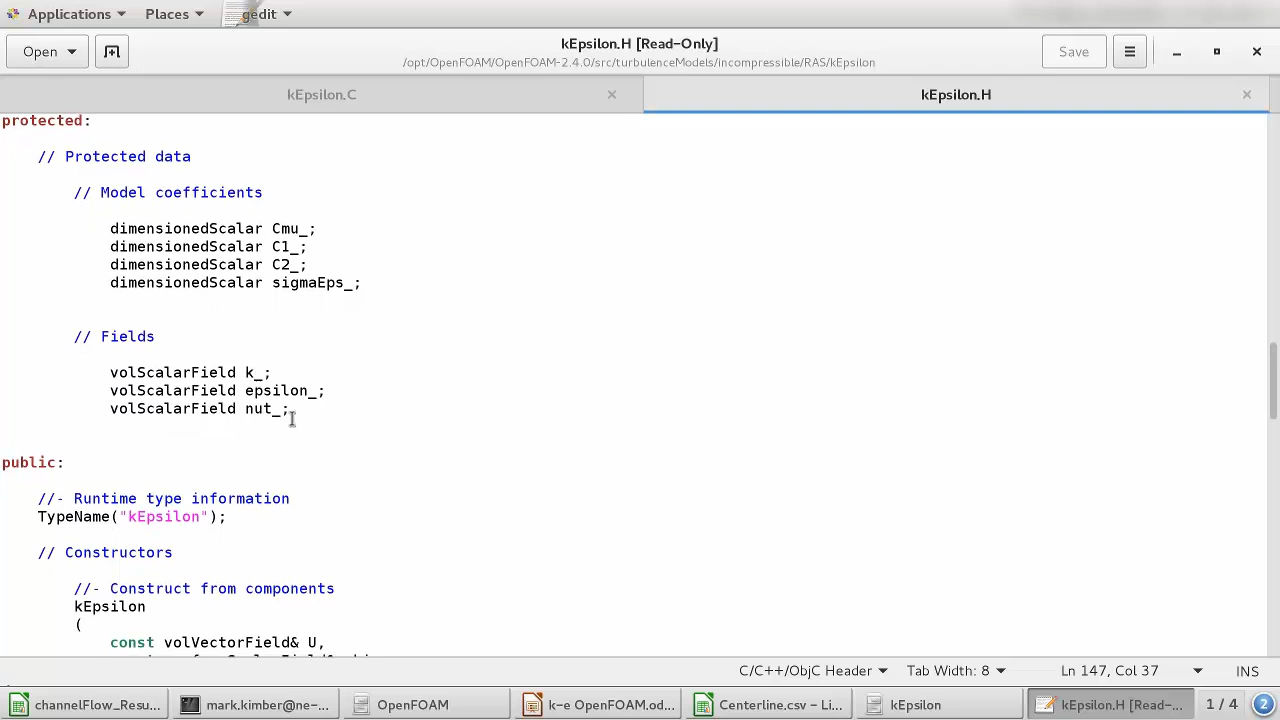 Applications Places gedit
Open kEpsilon.H [Read-Only] Save
/opt/OpenFOAM/OpenFOAM-2.4.0/src/turbulenceModels/incompressible/RAS/kEpsilon
kEpsilon.C kEpsilon.H
protected:
// Protected data
// Model coefficients
dimensionedScalar Cmu_;
dimensionedScalar C1_;
dimensionedScalar C2_;
dimensionedScalar sigmaEps_;
// Fields
volScalarField k_;
volScalarField epsilon_;
volScalarField nut_;
public:
//- Runtime type information
TypeName("kEpsilon");
// Constructors
//- Construct from components
kEpsilon
(
const volVectorField& U,
C/C++/ObjC Header Tab Width: 8 Ln 147, Col 37 INS
channelFlow_Resu... mark.kimber@ne-... OpenFOAM k-e OpenFOAM.od... Centerline.csv – Li... kEpsilon kEpsilon.H [Read-... 1 / 4 2